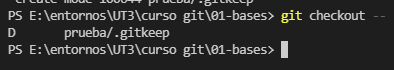 create mode 100644 prueba/.gitkeep
PS E:\entornos\UT3\curso git\01-bases> git checkout --
D       prueba/.gitkeep
PS E:\entornos\UT3\curso git\01-bases>